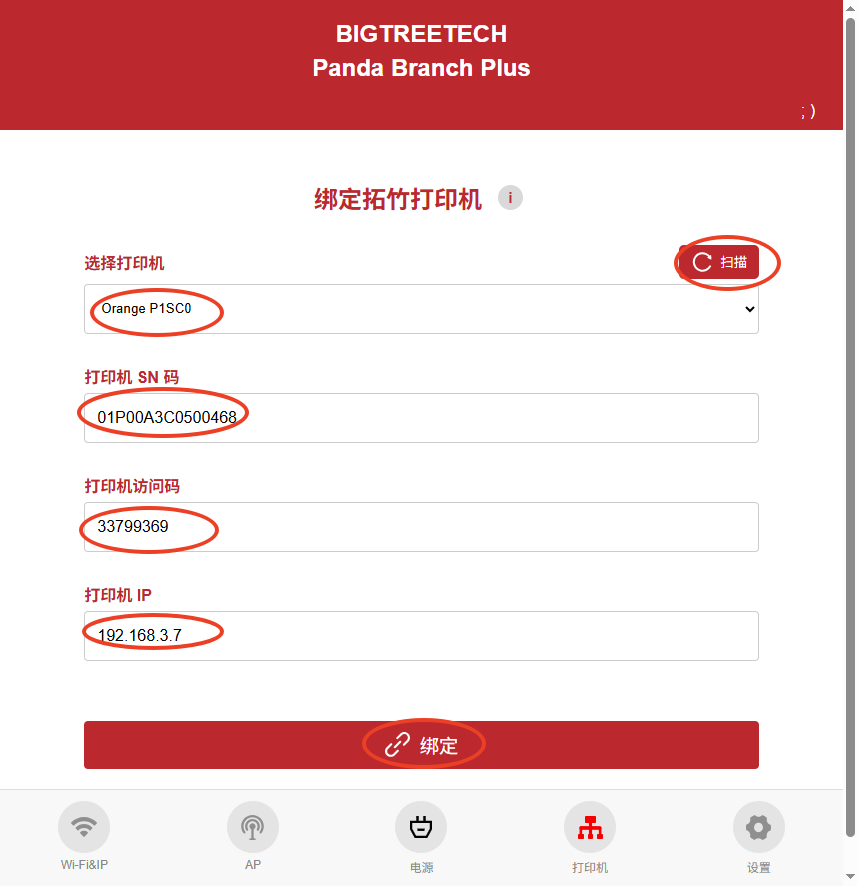 BIGTREETECH
Panda Branch Plus
; )
绑定拓竹打印机 i
选择打印机
扫描
Orange P1SC0
打印机 SN 码
01P00A3C0500468
打印机访问码
33799369
打印机 IP
192.168.3.7
绑定
Wi-Fi&IP
AP
电源
打印机
设置